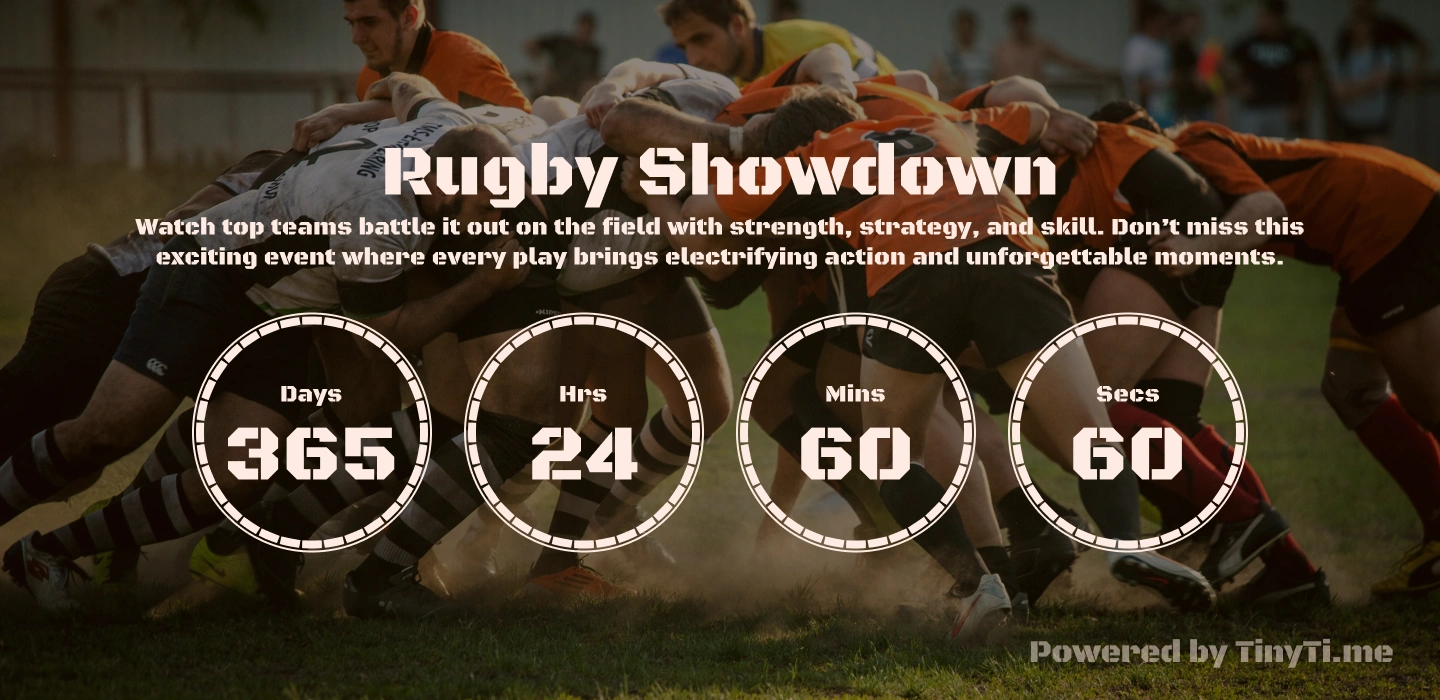 Rugby Showdown
Watch top teams battle it out on the field with strength, strategy, and skill. Don’t miss this
exciting event where every play brings electrifying action and unforgettable moments.
Days
Hrs
Mins
Secs
365
24
60
60
Powered by TinyTi.me